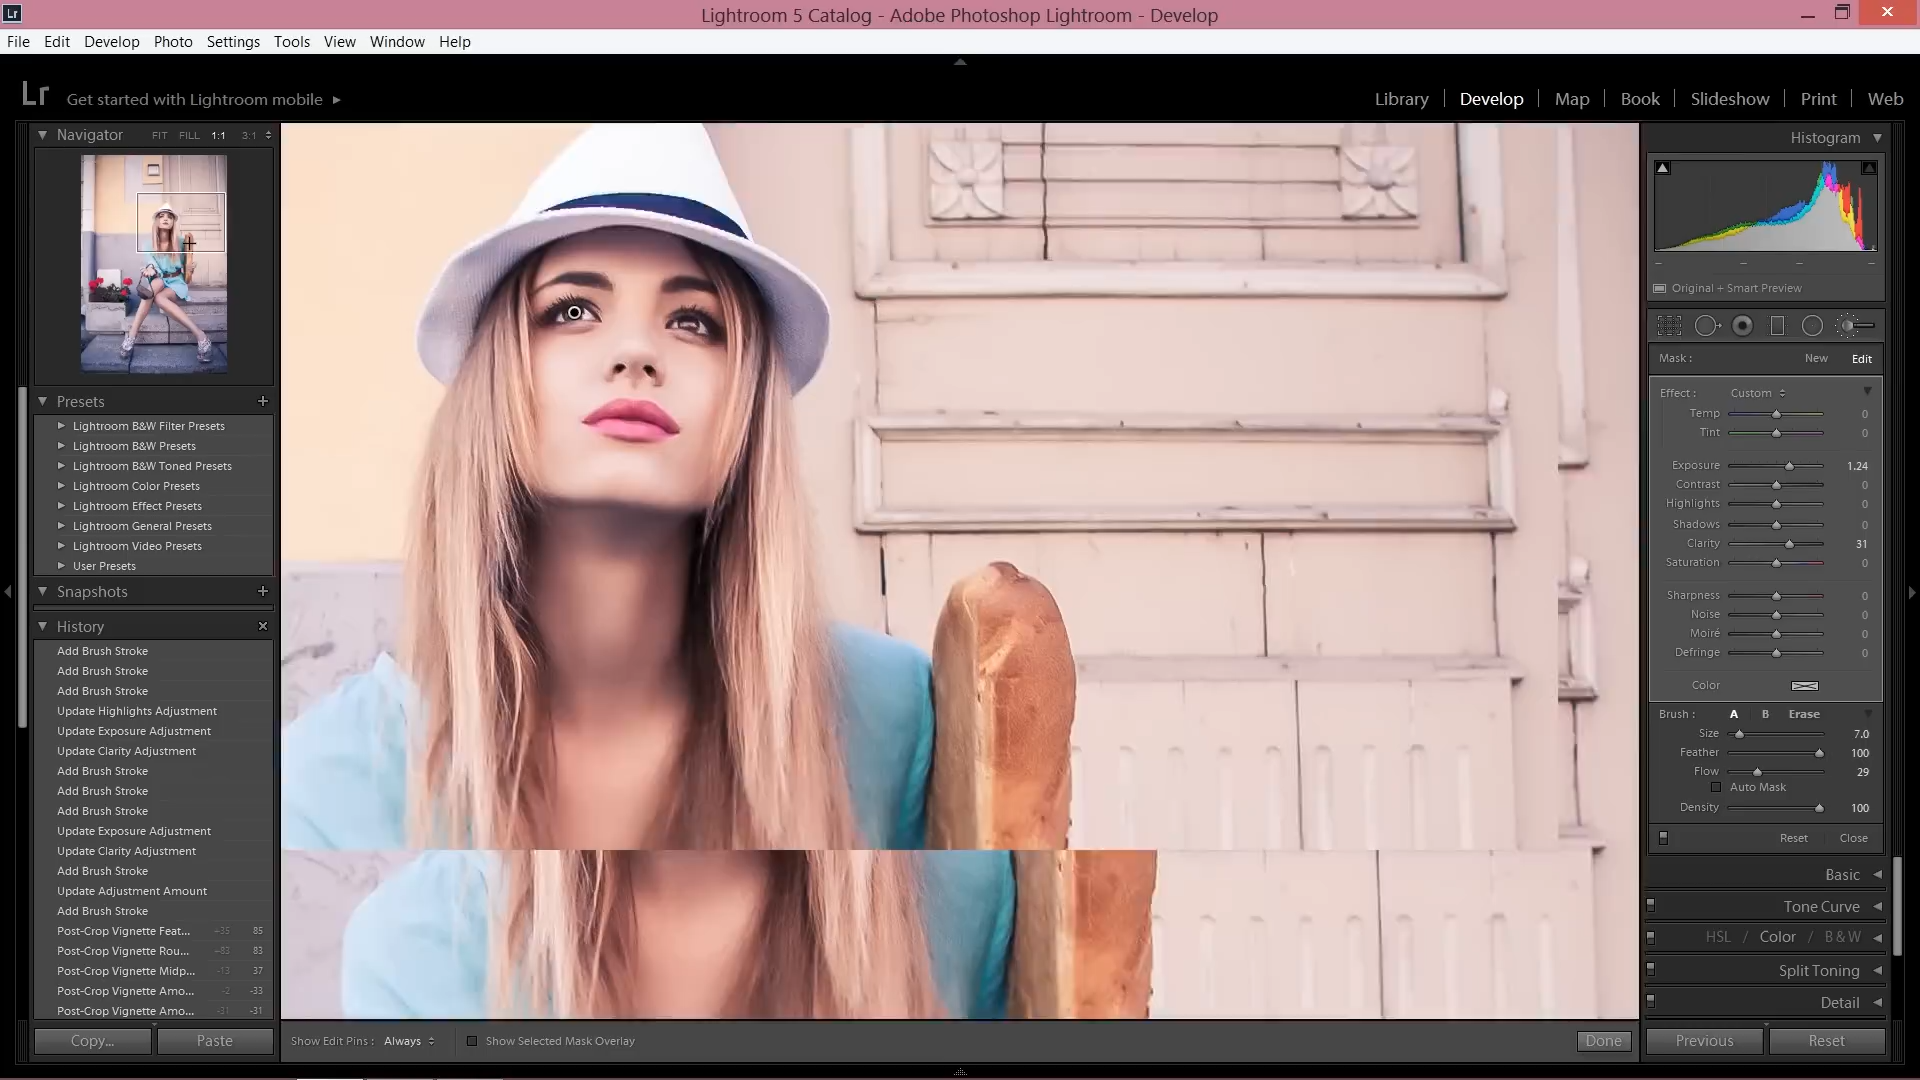 Lr Lightroom 5 Catalog - Adobe Photoshop Lightroom - Develop
File Edit Develop Photo Settings Tools View Window Help
Lr Get started with Lightroom mobile ▶
Library | Develop | Map | Book | Slideshow | Print | Web
Navigator FIT FILL 1:1 3:1
Presets +
Lightroom B&W Filter Presets
Lightroom B&W Presets
Lightroom B&W Toned Presets
Lightroom Color Presets
Lightroom Effect Presets
Lightroom General Presets
Lightroom Video Presets
User Presets
Snapshots +
History ×
Add Brush Stroke
Add Brush Stroke
Add Brush Stroke
Update Highlights Adjustment
Update Exposure Adjustment
Update Clarity Adjustment
Add Brush Stroke
Add Brush Stroke
Add Brush Stroke
Update Exposure Adjustment
Update Clarity Adjustment
Add Brush Stroke
Update Adjustment Amount
Add Brush Stroke
Post-Crop Vignette Feat... +35 85
Post-Crop Vignette Rou... +83 83
Post-Crop Vignette Midp... -13 37
Post-Crop Vignette Amo... -2 -33
Post-Crop Vignette Amo... -31 -31
Copy... Paste
Show Edit Pins : Always Show Selected Mask Overlay Done
Histogram
Original + Smart Preview
Mask : New Edit
Effect : Custom
Temp 0
Tint 0
Exposure 1.24
Contrast 0
Highlights 0
Shadows 0
Clarity 31
Saturation 0
Sharpness 0
Noise 0
Moiré 0
Defringe 0
Color
Brush : A B Erase
Size 7.0
Feather 100
Flow 29
Auto Mask
Density 100
Reset Close
Basic
Tone Curve
HSL / Color / B&W
Split Toning
Detail
Previous Reset